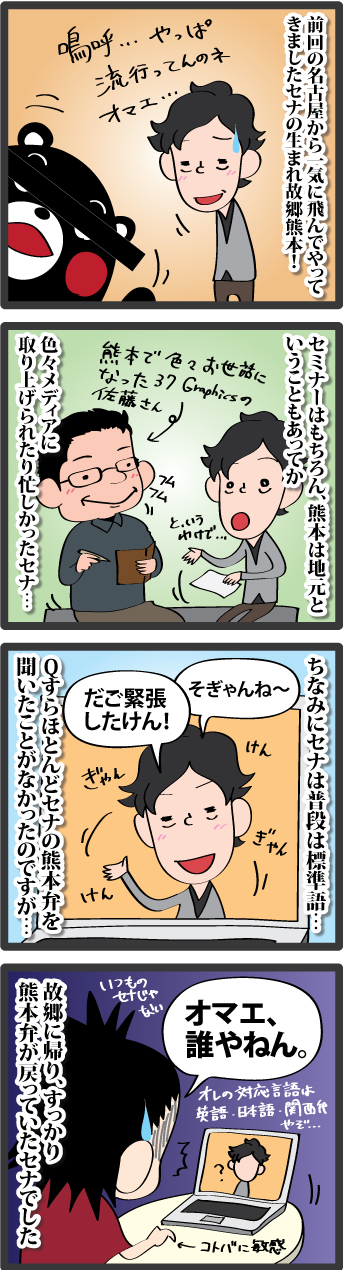 前回の名古屋から一気に飛んでやって
きましたセナの生まれ故郷熊本！
嗚呼…やっぱ
流行ってんのネ
オマエ…
セミナーはもちろん、熊本は地元と
いうこともあってか
熊本で色々お世話に
なった37Graphicsの
佐藤さん
フムフム
と、いう
わけで…
色々メディアに
取り上げられたり忙しかったセナ…
ちなみにセナは普段は標準語…
そぎゃんね〜
だご緊張
したけん！
けん
ぎゃん
ぎゃん
けん
Qすらほとんどセナの熊本弁を
聞いたことがなかったのですが…
オマエ、
誰やねん。
いつもの
セナじゃ
ない
オレの対応言語は
英語・日本語・関西弁
やぞ…
?
コトバに敏感
故郷に帰り、すっかり
熊本弁が戻っていたセナでした